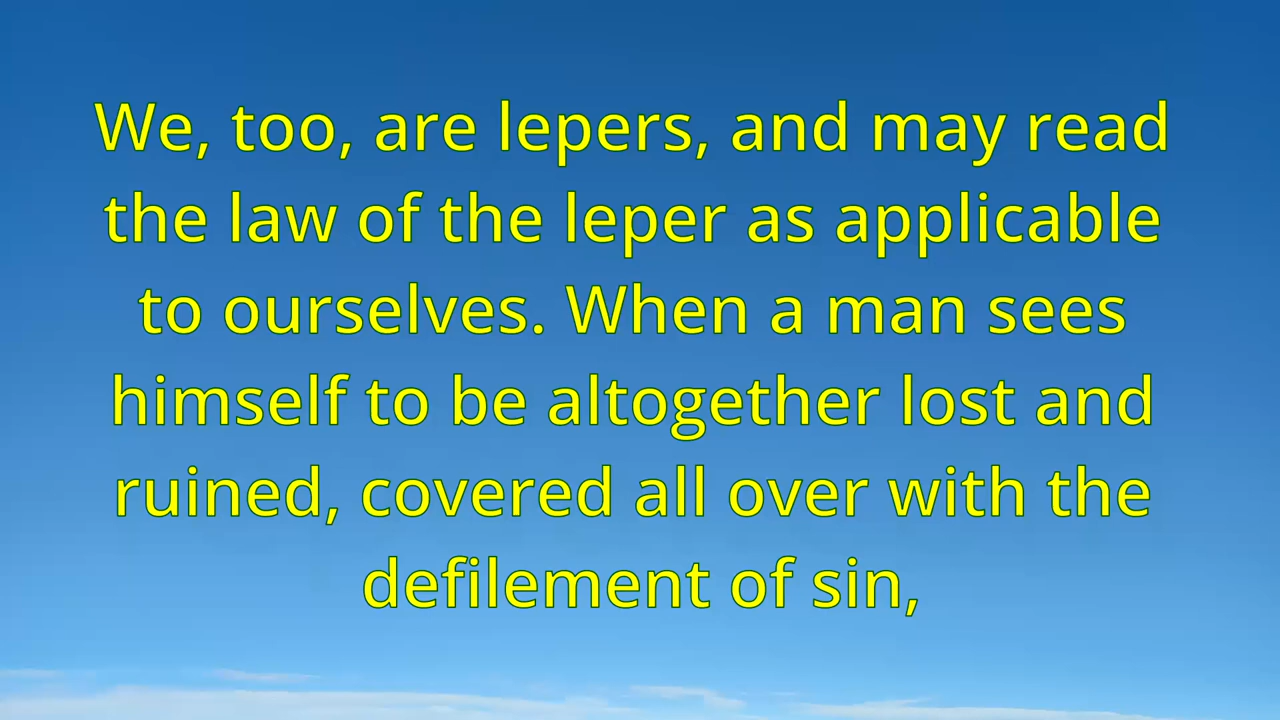 We, too, are lepers, and may read
the law of the leper as applicable
to ourselves. When a man sees
himself to be altogether lost and
ruined, covered all over with the
defilement of sin,